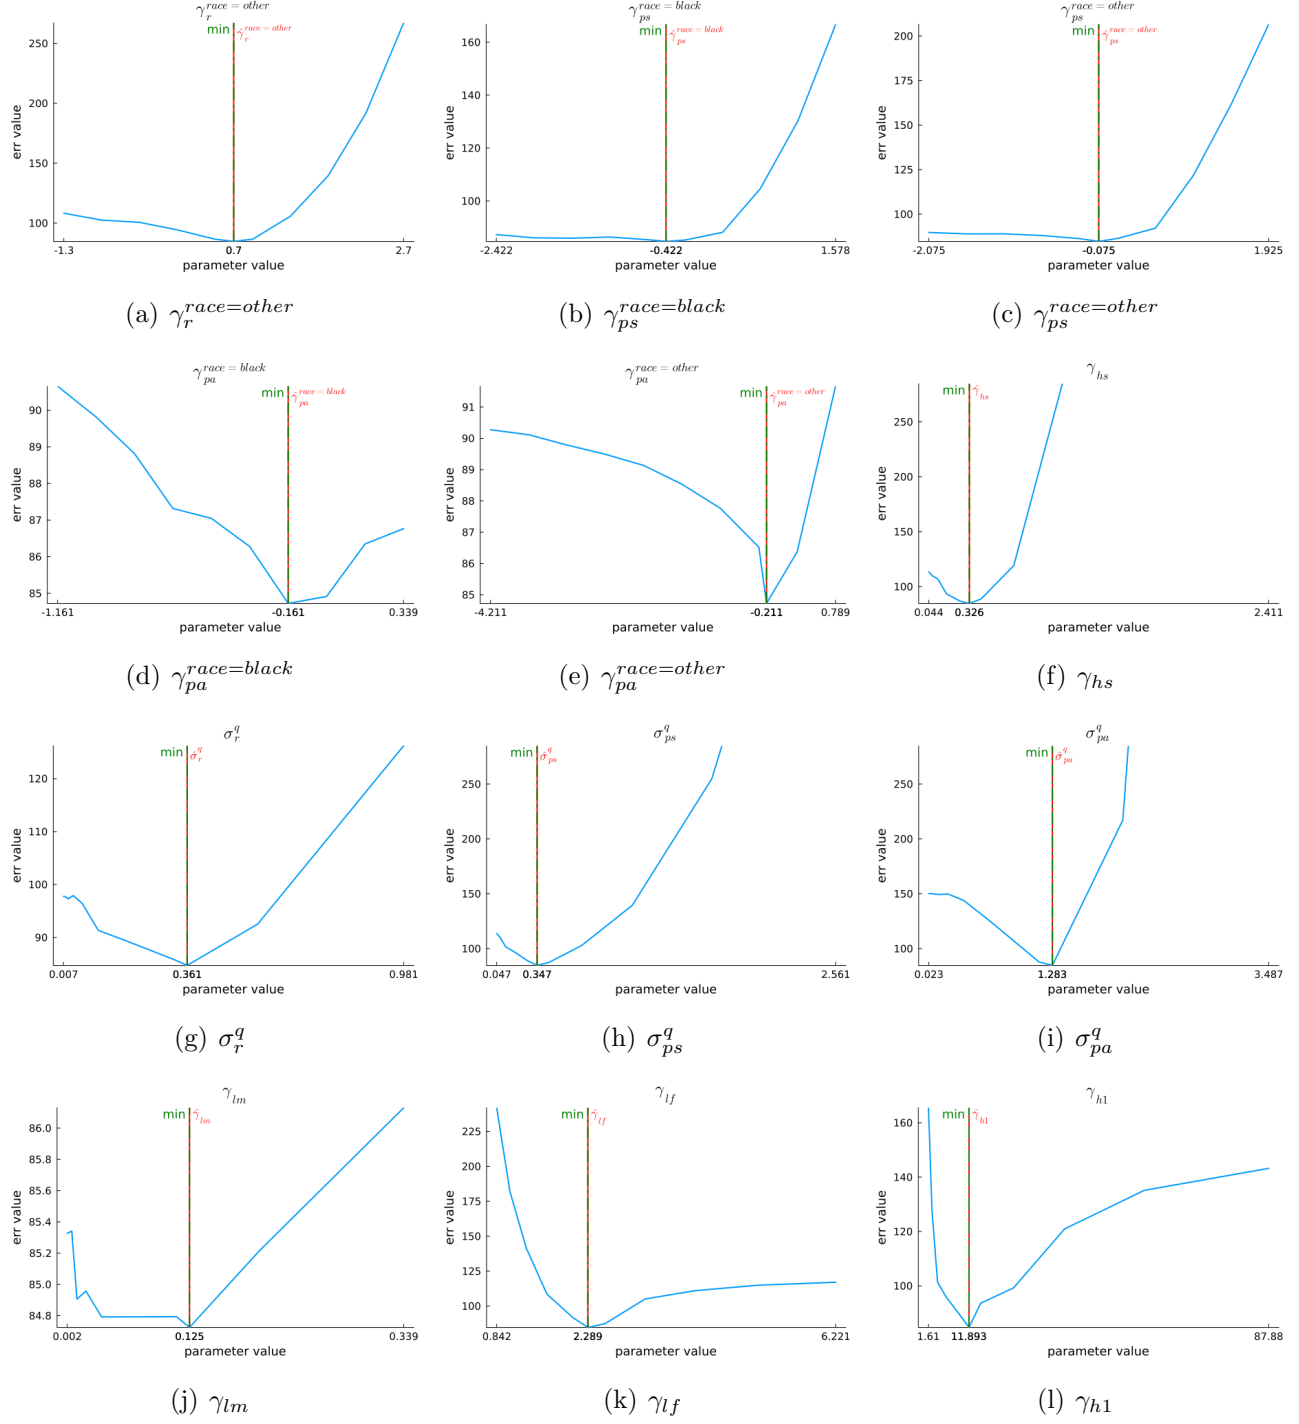 γ_r^{race=other}
γ_ps^{race=black}
γ_ps^{race=other}
min γ̂_r^{race=other}
min γ̂_ps^{race=black}
min γ̂_ps^{race=other}
250
200
150
100
err value
-1.3 0.7 2.7
parameter value
160
140
120
100
err value
-2.422 -0.422 1.578
parameter value
200
175
150
125
100
err value
-2.075 -0.075 1.925
parameter value
(a) γ_r^{race=other}
(b) γ_ps^{race=black}
(c) γ_ps^{race=other}
γ_pa^{race=black}
γ_pa^{race=other}
γ_hs
min γ̂_pa^{race=black}
min γ̂_pa^{race=other}
min γ̂_hs
90
89
88
87
86
85
err value
-1.161 -0.161 0.339
parameter value
91
90
89
88
87
86
85
err value
-4.211 -0.211 0.789
parameter value
250
200
150
100
err value
0.044 0.326 2.411
parameter value
(d) γ_pa^{race=black}
(e) γ_pa^{race=other}
(f) γ_hs
σ_r^q
σ_ps^q
σ_pa^q
min σ̂_r^q
min σ̂_ps^q
min σ̂_pa^q
120
110
100
90
err value
0.007 0.361 0.981
parameter value
250
200
150
100
err value
0.047 0.347 2.561
parameter value
250
200
150
100
err value
0.023 1.283 3.487
parameter value
(g) σ_r^q
(h) σ_ps^q
(i) σ_pa^q
γ_lm
γ_lf
γ_h1
min γ̂_lm
min γ̂_lf
min γ̂_h1
86.0
85.8
85.6
85.4
85.2
85.0
84.8
err value
0.002 0.125 0.339
parameter value
225
200
175
150
125
100
err value
0.842 2.289 6.221
parameter value
160
140
120
100
err value
1.61 11.893 87.88
parameter value
(j) γ_lm
(k) γ_lf
(l) γ_h1